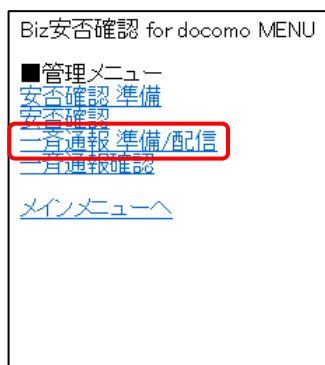 Biz安否確認 for docomo MENU
■管理メニュー
安否確認 準備
安否確認
一斉通報 準備/配信
一斉通報確認
メインメニューへ